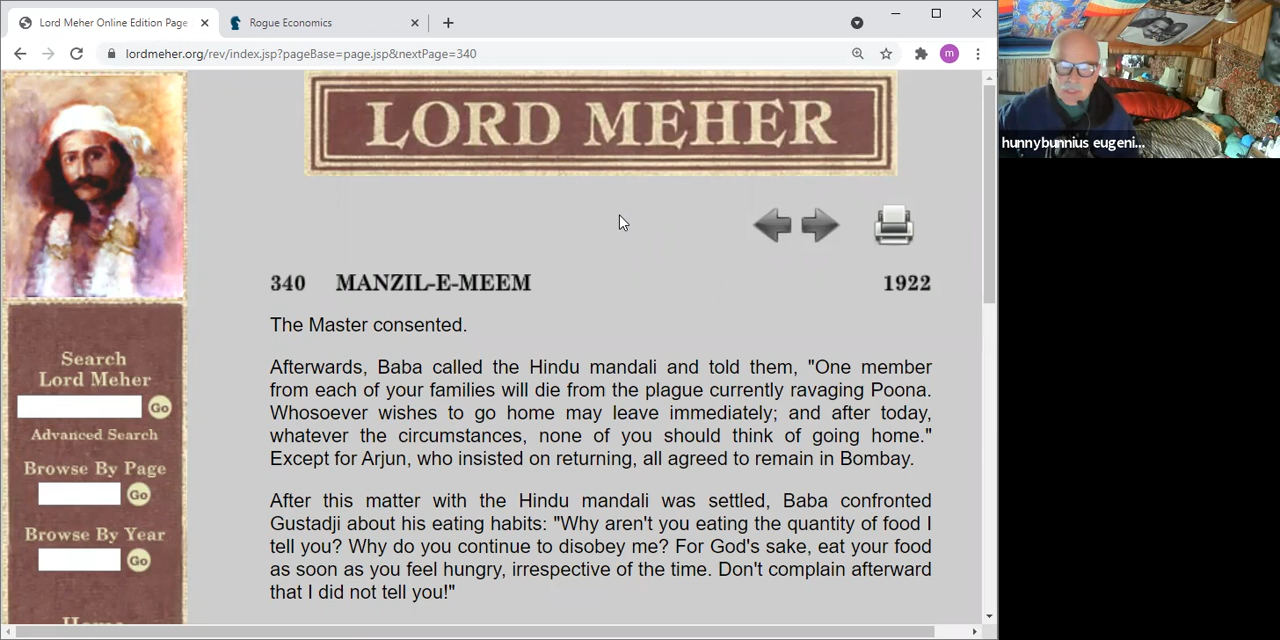 Lord Meher Online Edition Page
Rogue Economics
lordmeher.org/rev/index.jsp?pageBase=page.jsp&nextPage=340
m
hunnybunnius eugeni...
LORD MEHER
340 MANZIL-E-MEEM 1922
The Master consented.
Afterwards, Baba called the Hindu mandali and told them, "One member
from each of your families will die from the plague currently ravaging Poona.
Whosoever wishes to go home may leave immediately; and after today,
whatever the circumstances, none of you should think of going home."
Except for Arjun, who insisted on returning, all agreed to remain in Bombay.
After this matter with the Hindu mandali was settled, Baba confronted
Gustadji about his eating habits: "Why aren't you eating the quantity of food I
tell you? Why do you continue to disobey me? For God's sake, eat your food
as soon as you feel hungry, irrespective of the time. Don't complain afterward
that I did not tell you!"
Search
Lord Meher
Go
Advanced Search
Browse By Page
Go
Browse By Year
Go